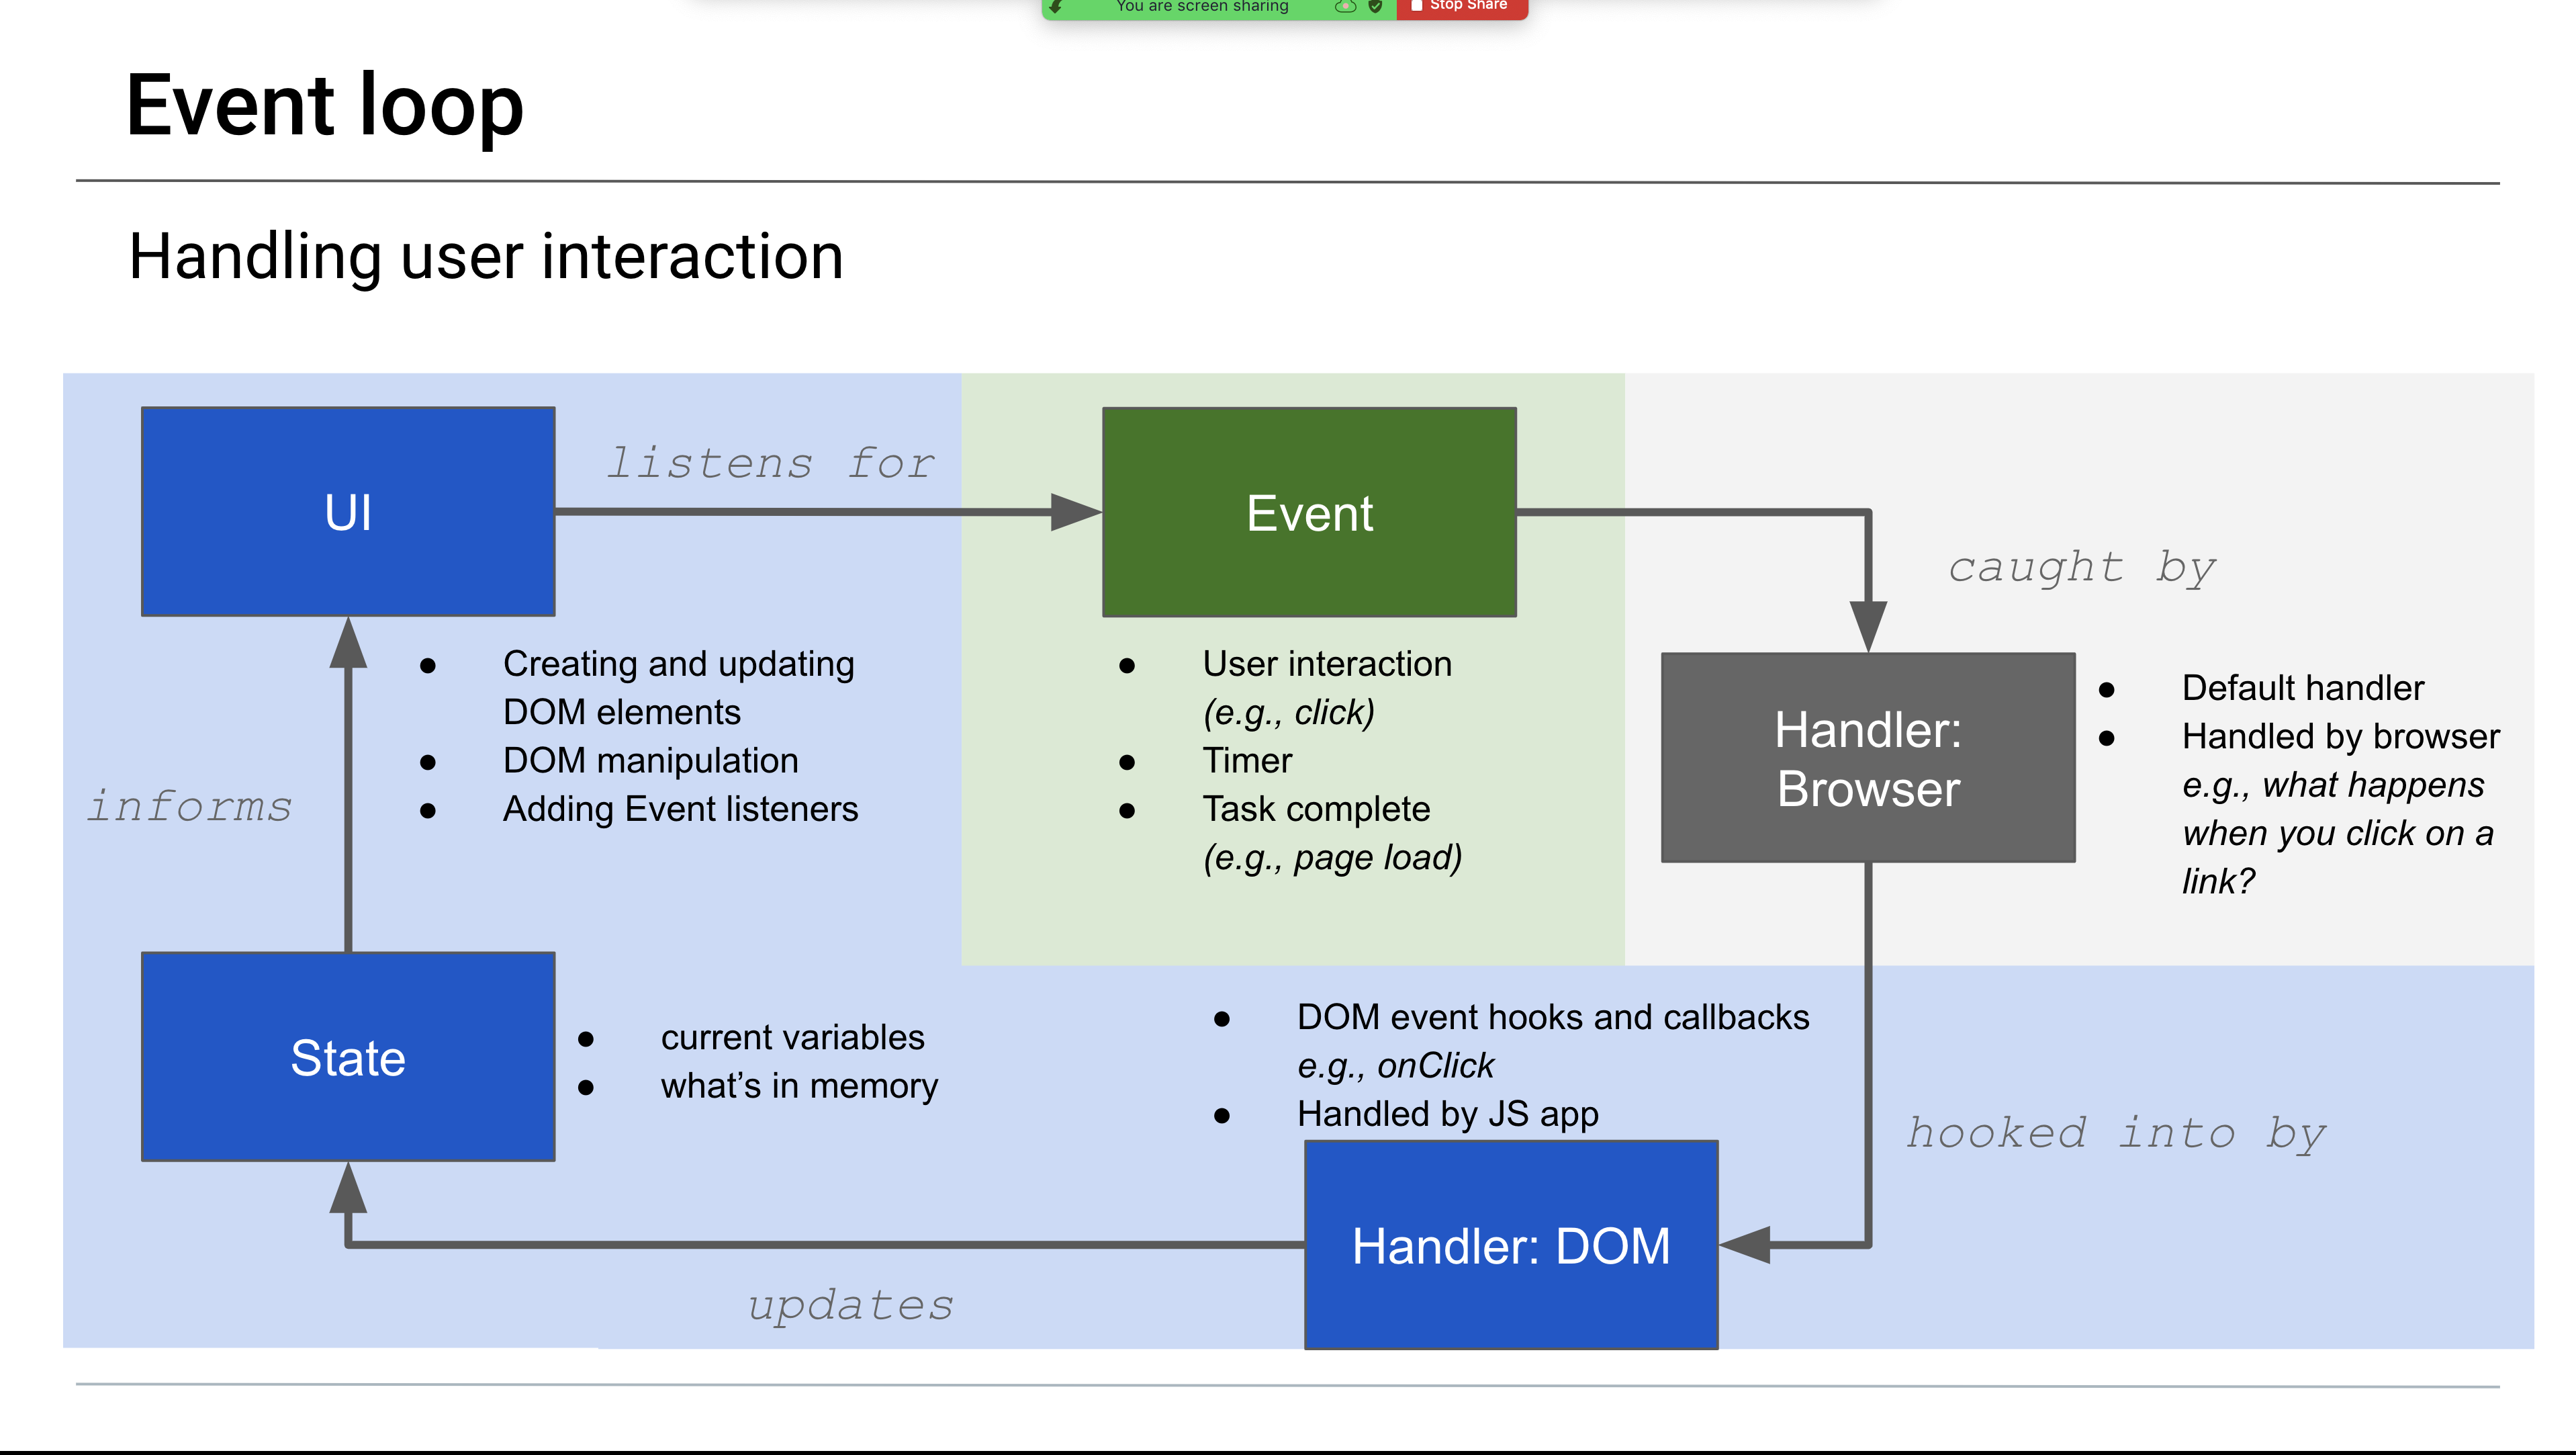 You are screen sharing
Stop Share
Event loop
Handling user interaction
UI
listens for
Event
caught by
Creating and updating
DOM elements
DOM manipulation
Adding Event listeners
User interaction
(e.g., click)
Timer
Task complete
(e.g., page load)
Handler:
Browser
Default handler
Handled by browser
e.g., what happens
when you click on a
link?
informs
State
current variables
what’s in memory
DOM event hooks and callbacks
e.g., onClick
Handled by JS app
hooked into by
Handler: DOM
updates